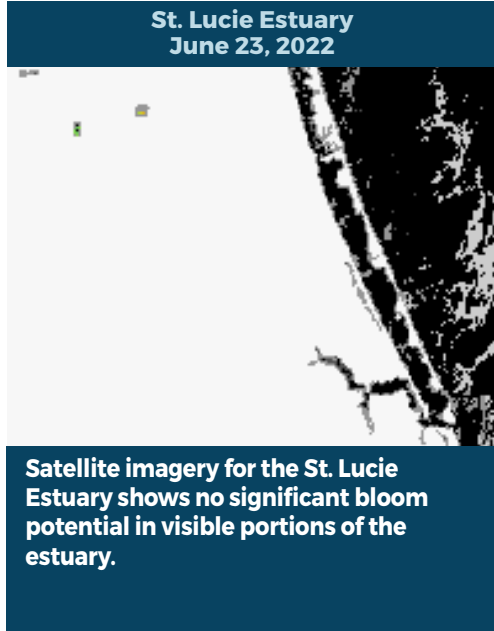 St. Lucie Estuary
June 23, 2022
Satellite imagery for the St. Lucie
Estuary shows no significant bloom
potential in visible portions of the
estuary.